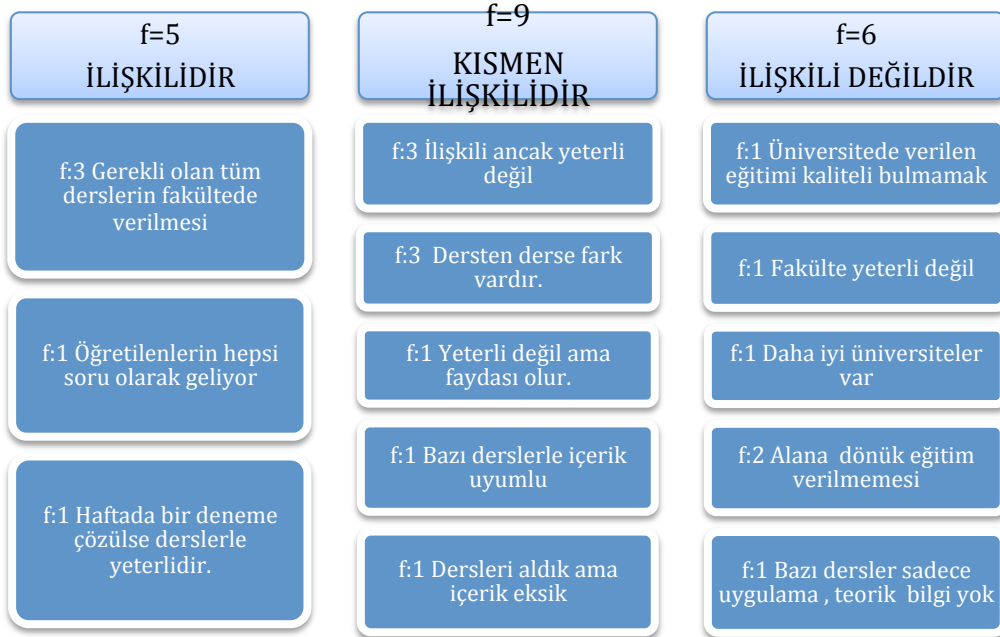 f=5
İLİŞKİLİDİR
f:3 Gerekli olan tüm
derslerin fakültede
verilmesi
f:1 Öğretilenlerin hepsi
soru olarak geliyor
f:1 Haftada bir deneme
çözülse derslerle
yeterlidir.
f=9
KISMEN
İLİŞKİLİDİR
f:3 İlişkili ancak yeterli
değil
f:3 Dersten derse fark
vardır.
f:1 Yeterli değil ama
faydası olur.
f:1 Bazı derslerle içerik
uyumlu
f:1 Dersleri aldık ama
içerik eksik
f=6
İLİŞKİLİ DEĞİLDİR
f:1 Üniversitede verilen
eğitimi kaliteli bulmamak
f:1 Fakülte yeterli değil
f:1 Daha iyi üniversiteler
var
f:2 Alana dönük eğitim
verilmemesi
f:1 Bazı dersler sadece
uygulama , teorik bilgi yok